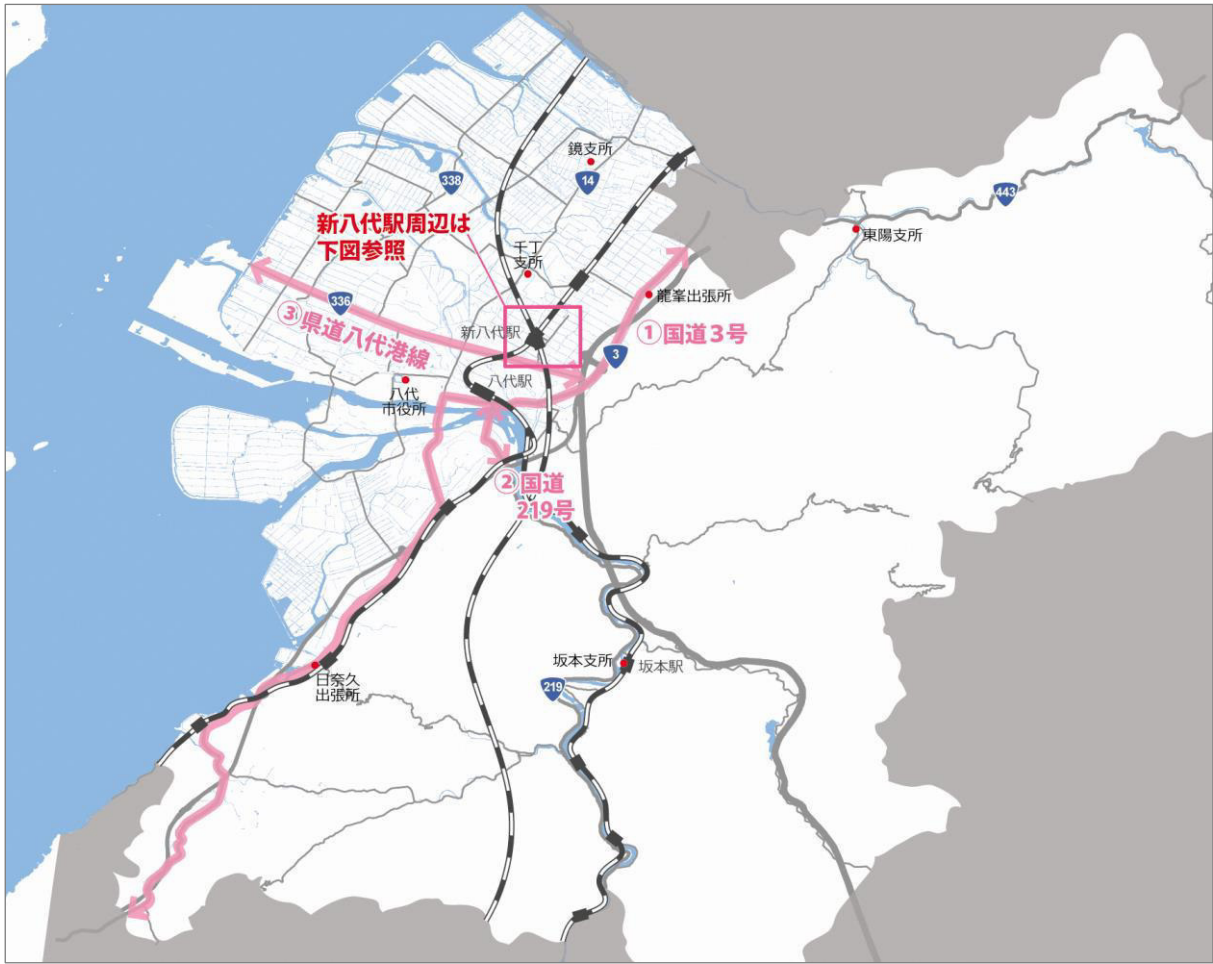 鏡支所
338
14
443
新八代駅周辺は
下図参照
千丁
支所
東陽支所
龍峯出張所
336
③県道八代港線
新八代駅
①国道3号
3
八代駅
八代
市役所
②国道
219号
坂本支所
坂本駅
219
日奈久
出張所